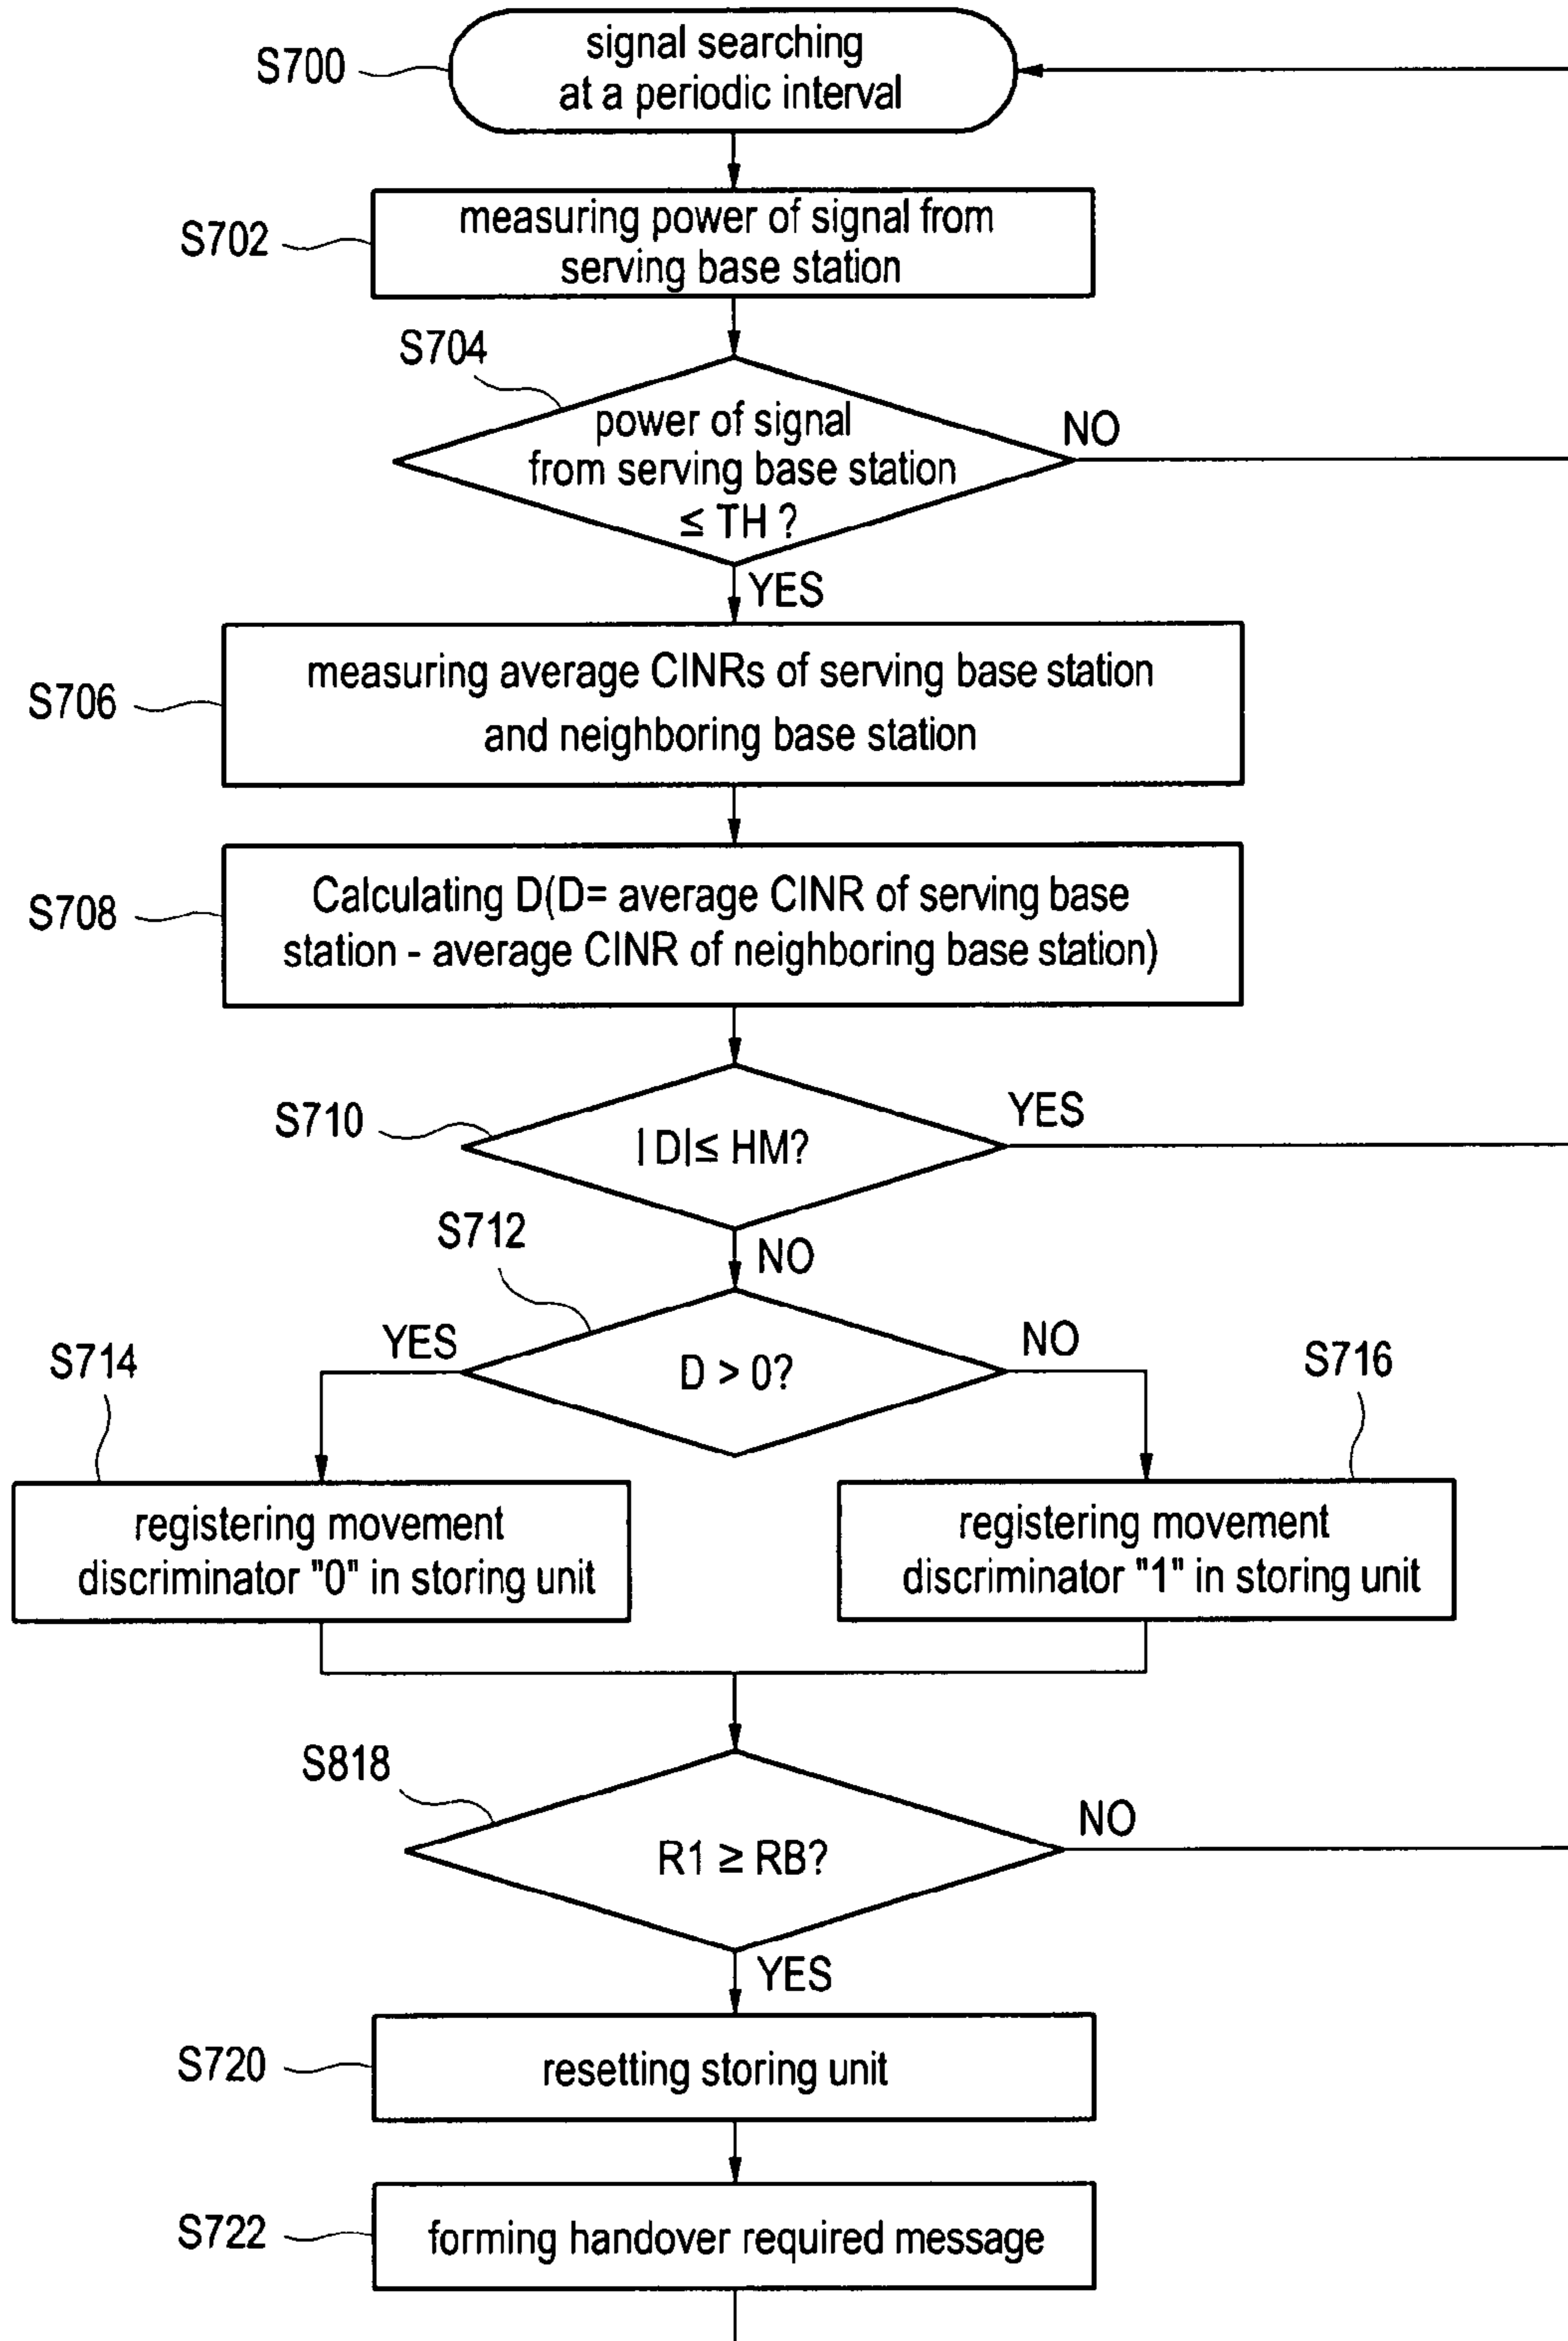 S700
signal searching
at a periodic interval
S702
measuring power of signal from
serving base station
S704
power of signal
from serving base station
≤ TH ?
NO
YES
S706
measuring average CINRs of serving base station
and neighboring base station
S708
Calculating D(D= average CINR of serving base
station - average CINR of neighboring base station)
S710
| D|≤ HM?
YES
NO
S712
D > 0?
YES
NO
S714
registering movement
discriminator "0" in storing unit
S716
registering movement
discriminator "1" in storing unit
S818
R1 ≥ RB?
NO
YES
S720
resetting storing unit
S722
forming handover required message